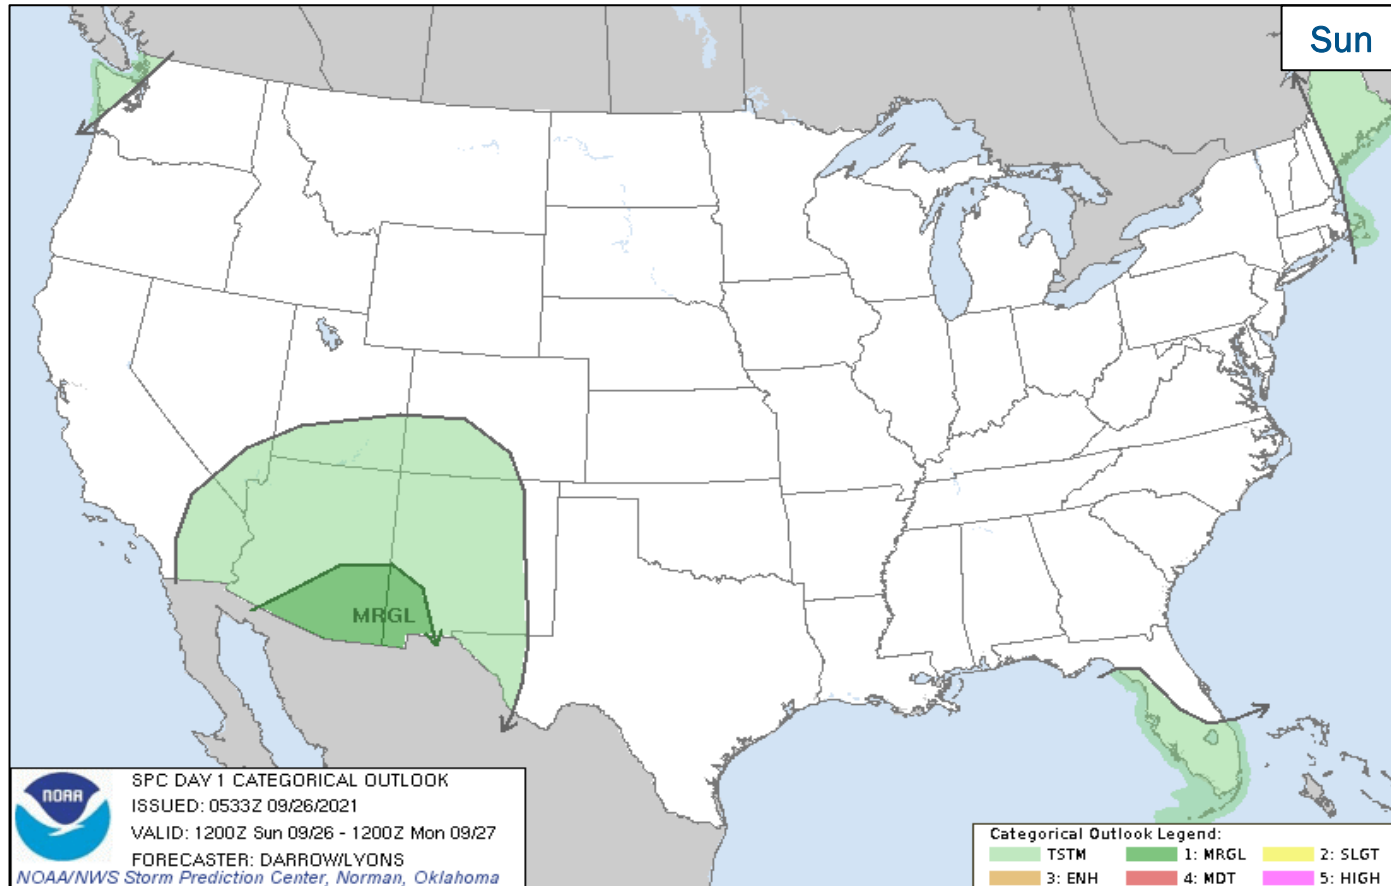 Sun
MRGL
NOAA
SPC DAY 1 CATEGORICAL OUTLOOK
ISSUED: 0533Z 09/26/2021
VALID: 1200Z Sun 09/26 - 1200Z Mon 09/27
FORECASTER: DARROW/LYONS
NOAA/NWS Storm Prediction Center, Norman, Oklahoma
Categorical Outlook Legend:
TSTM 1: MRGL 2: SLGT
3: ENH 4: MDT 5: HIGH